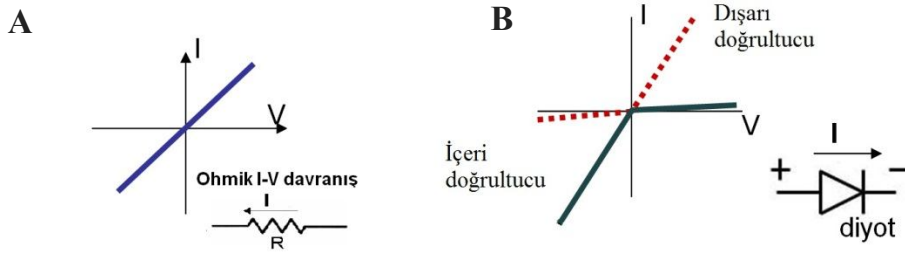 A
I
V
Ohmik I-V davranış
I
R
B
I
Dışarı
doğrultucu
V
İçeri
doğrultucu
I
+
−
diyot